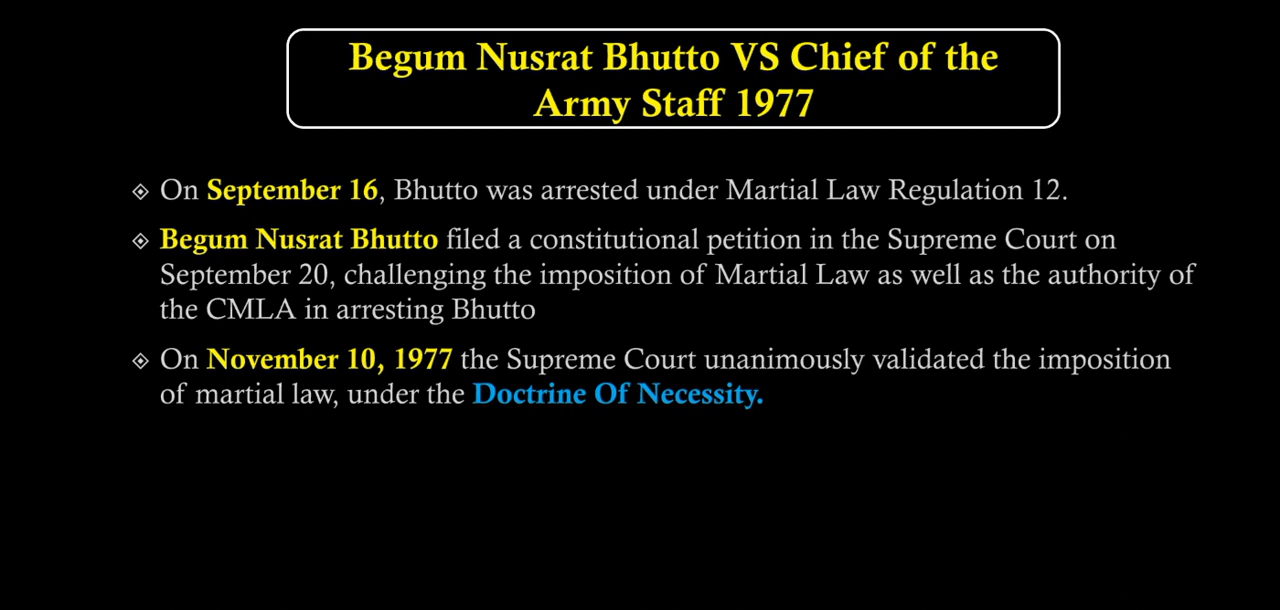 Begum Nusrat Bhutto VS Chief of the
Army Staff 1977
On September 16, Bhutto was arrested under Martial Law Regulation 12.
Begum Nusrat Bhutto filed a constitutional petition in the Supreme Court on
September 20, challenging the imposition of Martial Law as well as the authority of
the CMLA in arresting Bhutto
On November 10, 1977 the Supreme Court unanimously validated the imposition
of martial law, under the Doctrine Of Necessity.